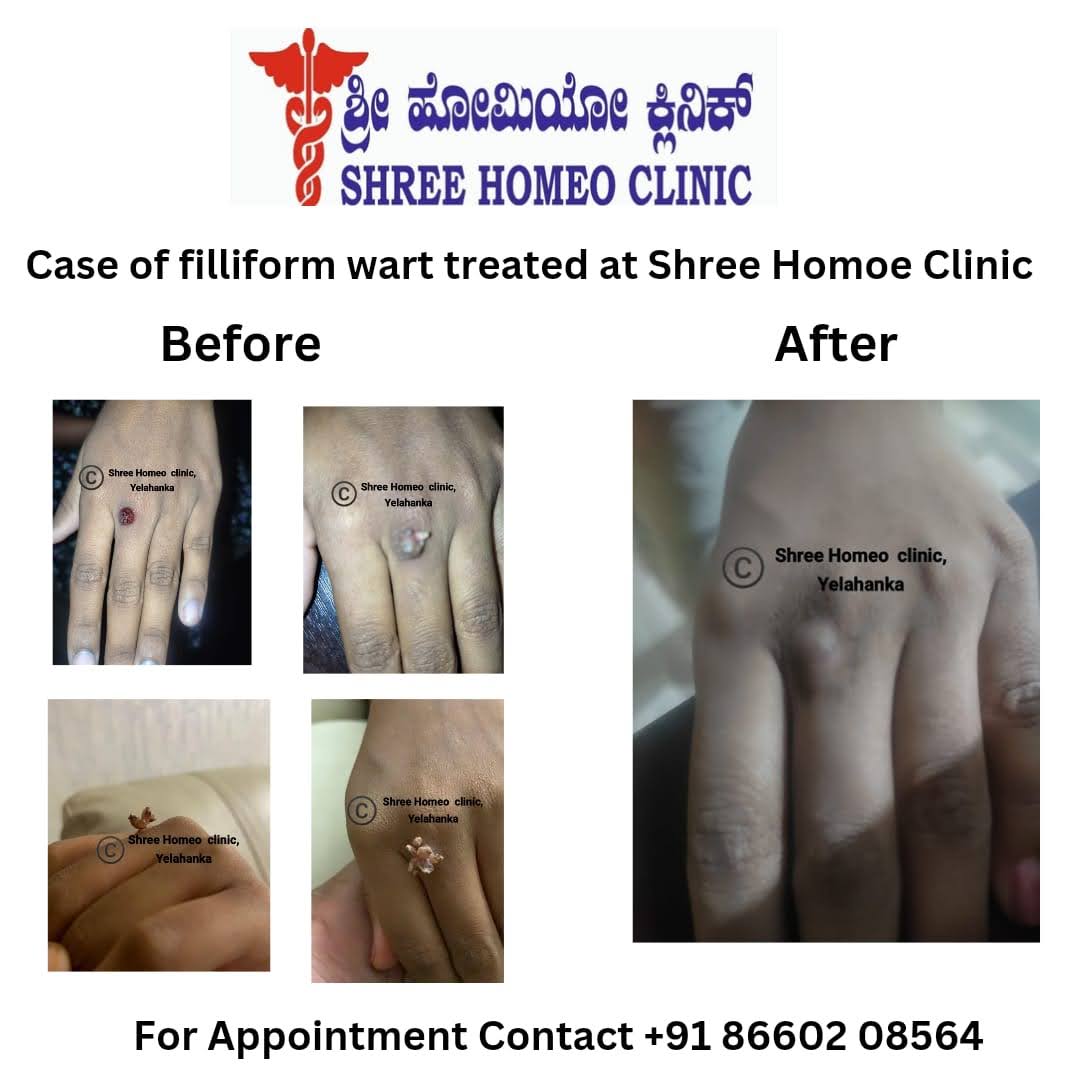 ಶ್ರೀ ಹೋಮಿಯೋ ಕ್ಲಿನಿಕ್
SHREE HOMEO CLINIC
Case of filliform wart treated at Shree Homoe Clinic
Before
After
© Shree Homeo clinic,
Yelahanka
© Shree Homeo clinic,
Yelahanka
© Shree Homeo clinic,
Yelahanka
© Shree Homeo clinic,
Yelahanka
© Shree Homeo clinic,
Yelahanka
For Appointment Contact +91 86602 08564